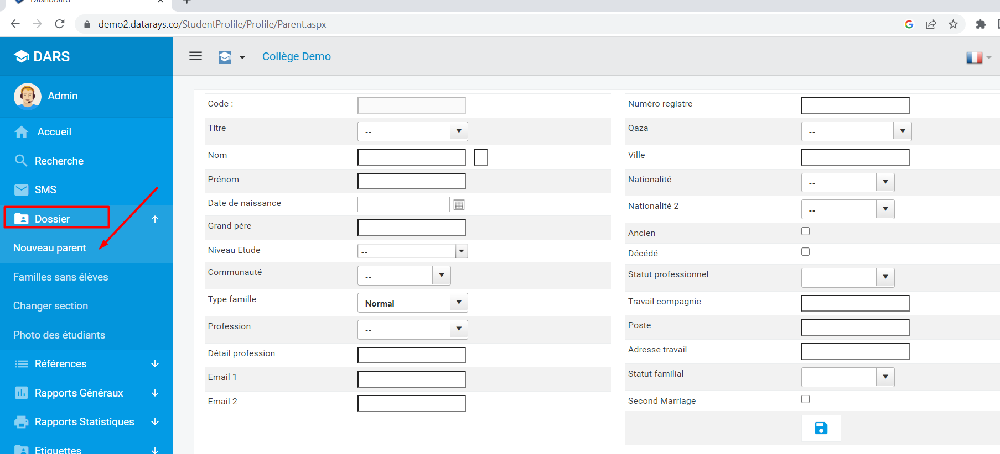 Dashboard
demo2.datarays.co/StudentProfile/Profile/Parent.aspx
DARS
Collège Demo
Admin
Accueil
Recherche
SMS
Dossier
Nouveau parent
Familles sans élèves
Changer section
Photo des étudiants
Références
Rapports Généraux
Rapports Statistiques
Etiquettes
Code :
Titre
--
Nom
Prénom
Date de naissance
Grand père
Niveau Etude
--
Communauté
--
Type famille
Normal
Profession
--
Détail profession
Email 1
Email 2
Numéro registre
Qaza
--
Ville
Nationalité
--
Nationalité 2
--
Ancien
Décédé
Statut professionnel
Travail compagnie
Poste
Adresse travail
Statut familial
Second Marriage